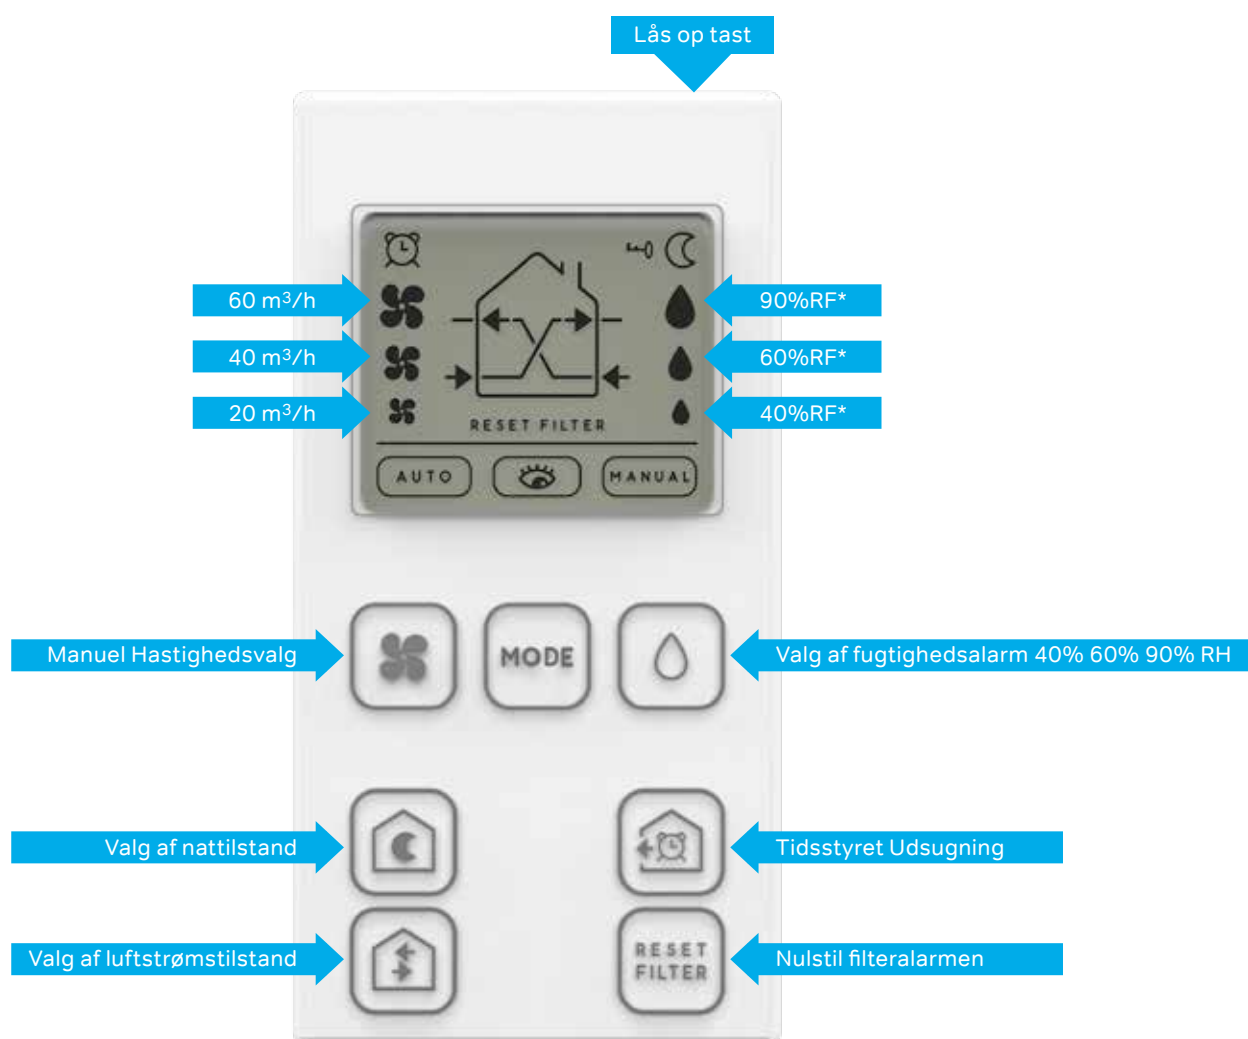 Lås op tast
60 m³/h
90%RF*
40 m³/h
60%RF*
20 m³/h
40%RF*
RESET FILTER
AUTO
MANUAL
Manuel Hastighedsvalg
MODE
Valg af fugtighedsalarm 40% 60% 90% RH
Valg af nattilstand
Tidsstyret Udsugning
Valg af luftstrømstilstand
RESET
FILTER
Nulstil filteralarmen